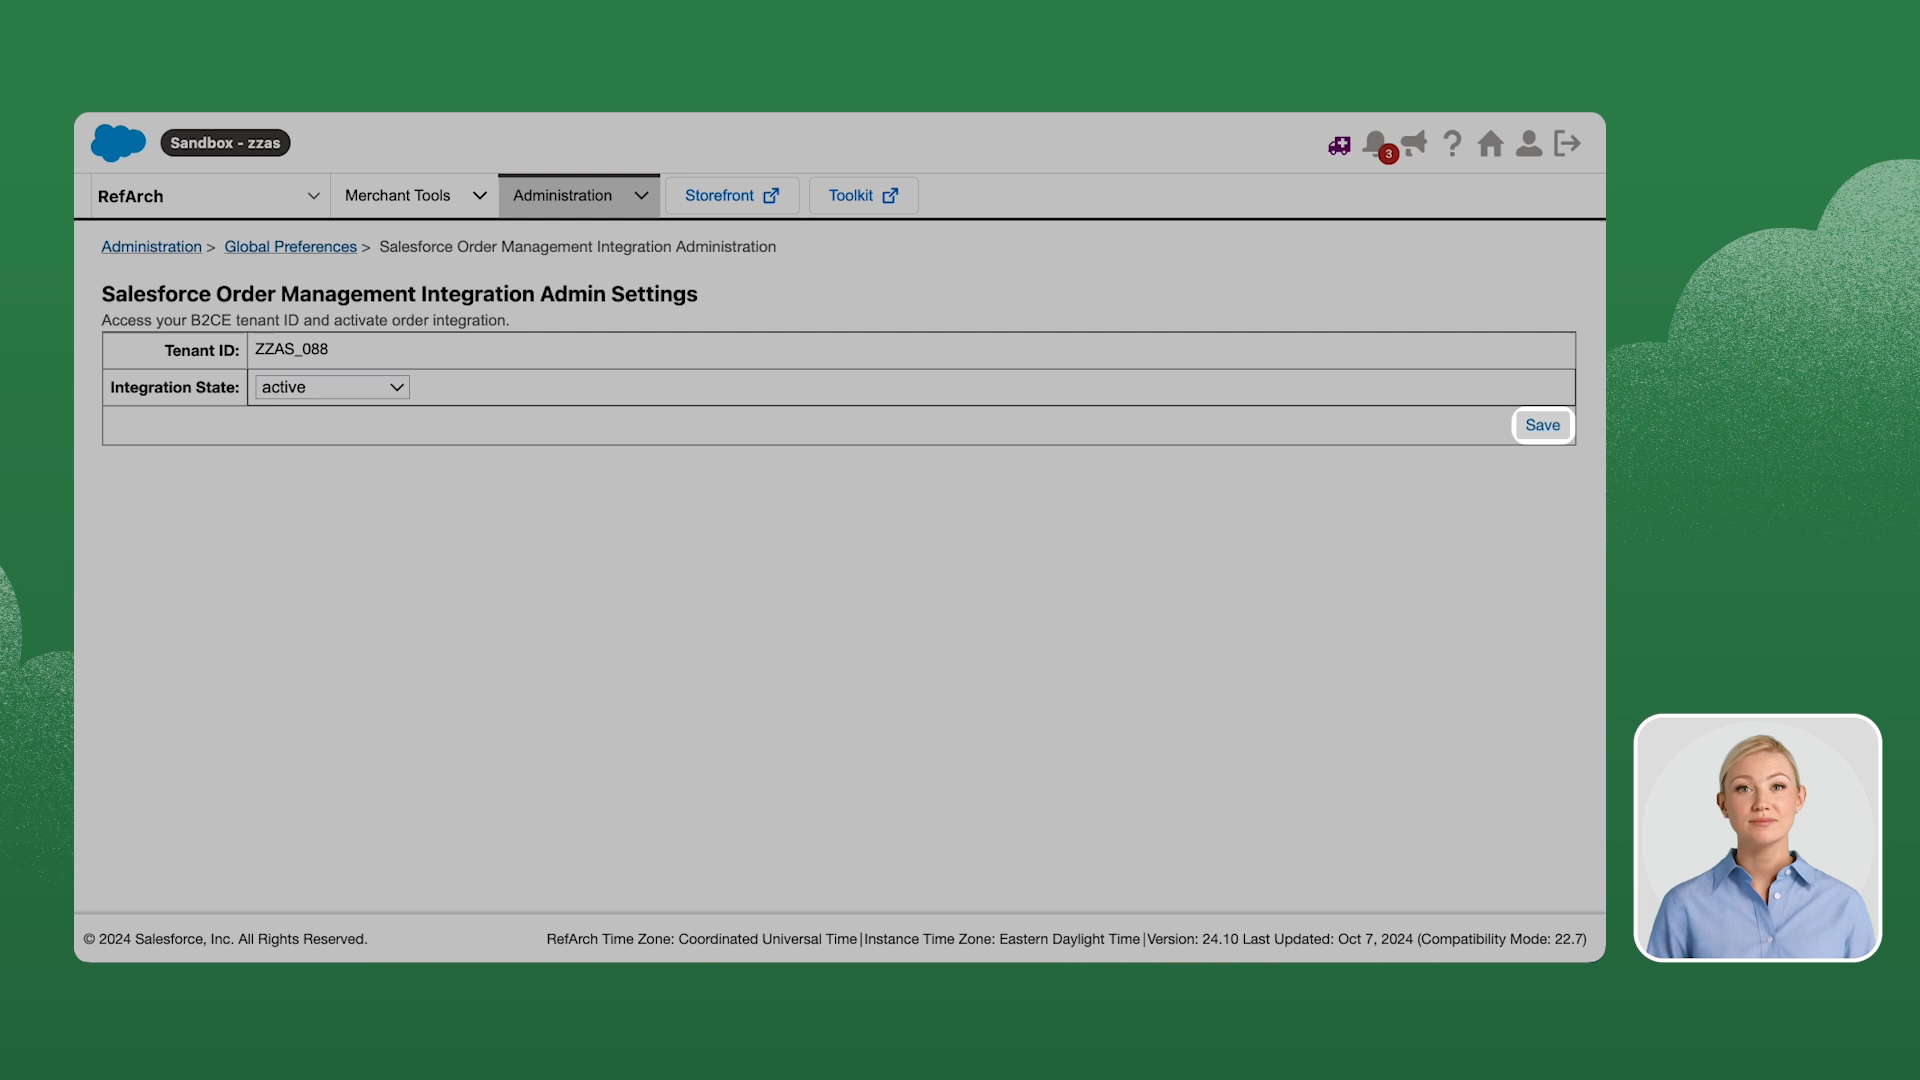 Sandbox - zzas
3
RefArch
Merchant Tools
Administration
Storefront
Toolkit
Administration > Global Preferences > Salesforce Order Management Integration Administration
Salesforce Order Management Integration Admin Settings
Access your B2CE tenant ID and activate order integration.
Tenant ID: ZZAS_088
Integration State: active
Save
© 2024 Salesforce, Inc. All Rights Reserved.
RefArch Time Zone: Coordinated Universal Time | Instance Time Zone: Eastern Daylight Time | Version: 24.10 Last Updated: Oct 7, 2024 (Compatibility Mode: 22.7)